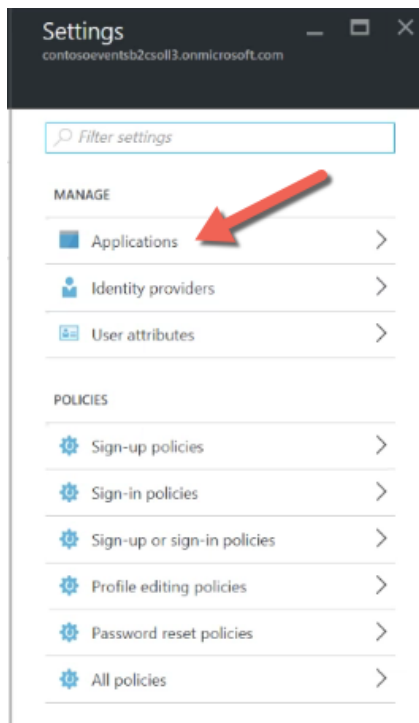 Settings
contosoeventsb2csoll3.onmicrosoft.com
Filter settings
MANAGE
Applications
Identity providers
User attributes
POLICIES
Sign-up policies
Sign-in policies
Sign-up or sign-in policies
Profile editing policies
Password reset policies
All policies